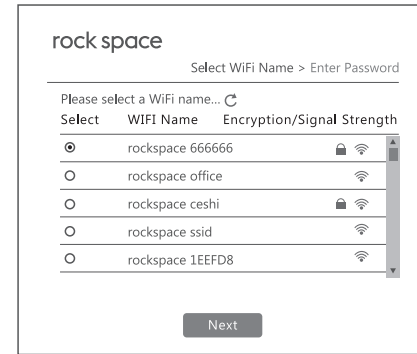 rock space
Select WiFi Name > Enter Password
Please select a WiFi name...
Select WIFI Name Encryption/Signal Strength
rockspace 666666
rockspace office
rockspace ceshi
rockspace ssid
rockspace 1EEFD8
Next